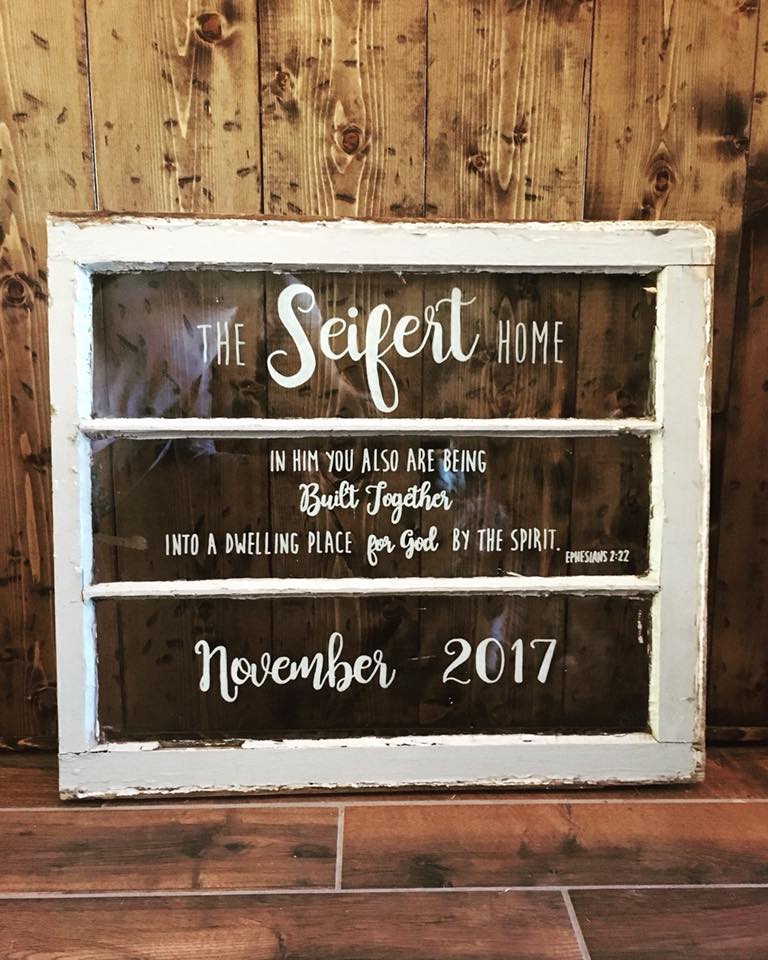 THE Seifert HOME
IN HIM YOU ALSO ARE BEING
Built Together
INTO A DWELLING PLACE for God BY THE SPIRIT.
EPHESIANS 2:22
November 2017